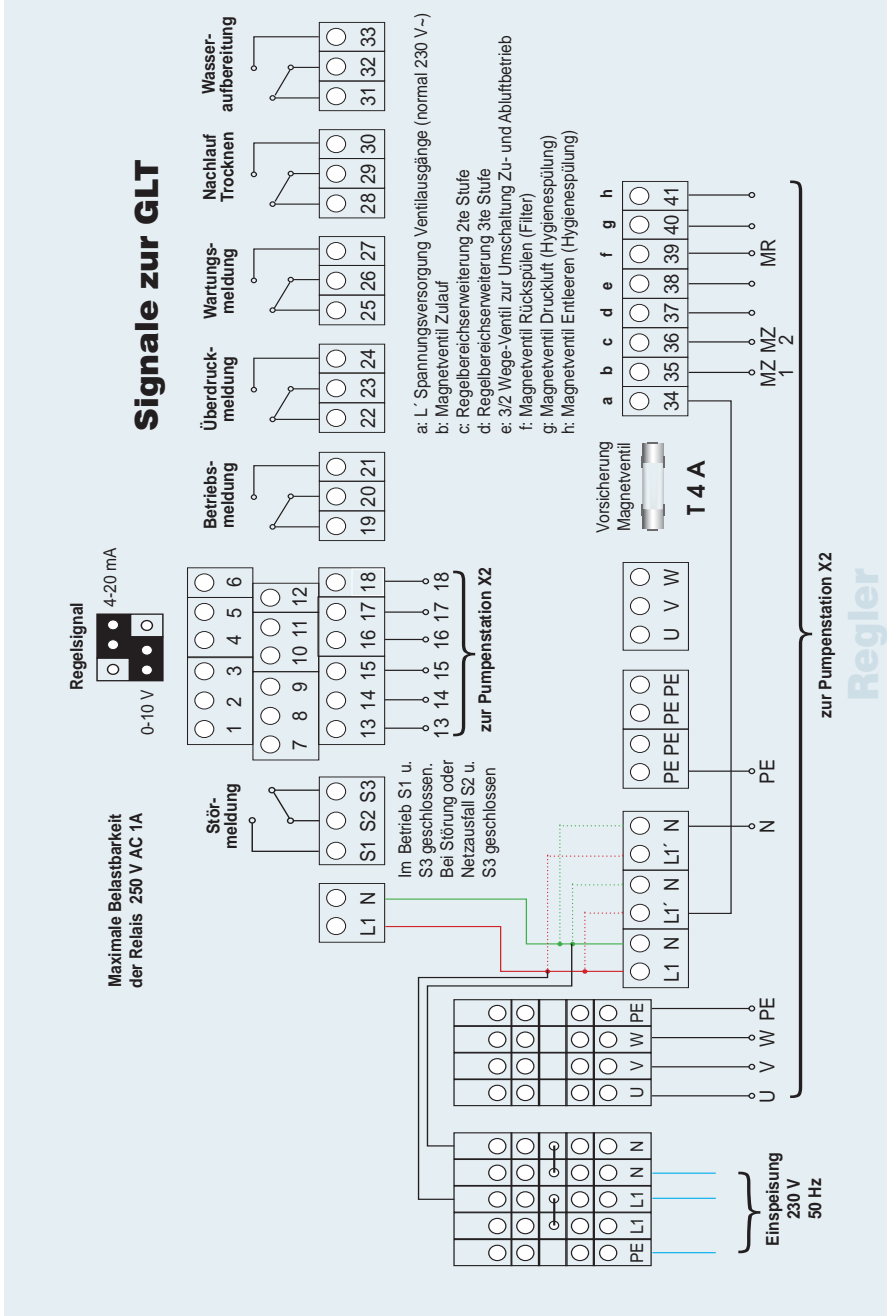 Signale zur GLT
Maximale Belastbarkeit
der Relais 250 V AC 1A
Regelsignal
0-10 V
4-20 mA
Stör-
meldung
S1 S2 S3
Im Betrieb S1 u.
S3 geschlossen.
Bei Störung oder
Netzausfall S2 u.
S3 geschlossen
L1 N
1 2 3 4 5 6
7 8 9 10 11 12
13 14 15 16 17 18
13 14 15 16 17 18
zur Pumpenstation X2
Betriebs-
meldung
19 20 21
Überdruck-
meldung
22 23 24
Wartungs-
meldung
25 26 27
Nachlauf
Trocknen
28 29 30
Wasser-
aufbereitung
31 32 33
a: L´ Spannungsversorgung Ventilausgänge (normal 230 V~)
b: Magnetventil Zulauf
c: Regelbereichserweiterung 2te Stufe
d: Regelbereichserweiterung 3te Stufe
e: 3/2 Wege-Ventil zur Umschaltung Zu- und Abluftbetrieb
f: Magnetventil Rückspülen (Filter)
g: Magnetventil Druckluft (Hygienespülung)
h: Magnetventil Entleeren (Hygienespülung)
PE L1 L1 N N
Einspeisung
230 V
50 Hz
U V W PE
U V W PE
L1 N L1´ N L1´ N
N
PE PE PE PE
PE
U V W
Vorsicherung
Magnetventil
T 4 A
a b c d e f g h
34 35 36 37 38 39 40 41
MZ MZ MR
1 2
zur Pumpenstation X2
Regler